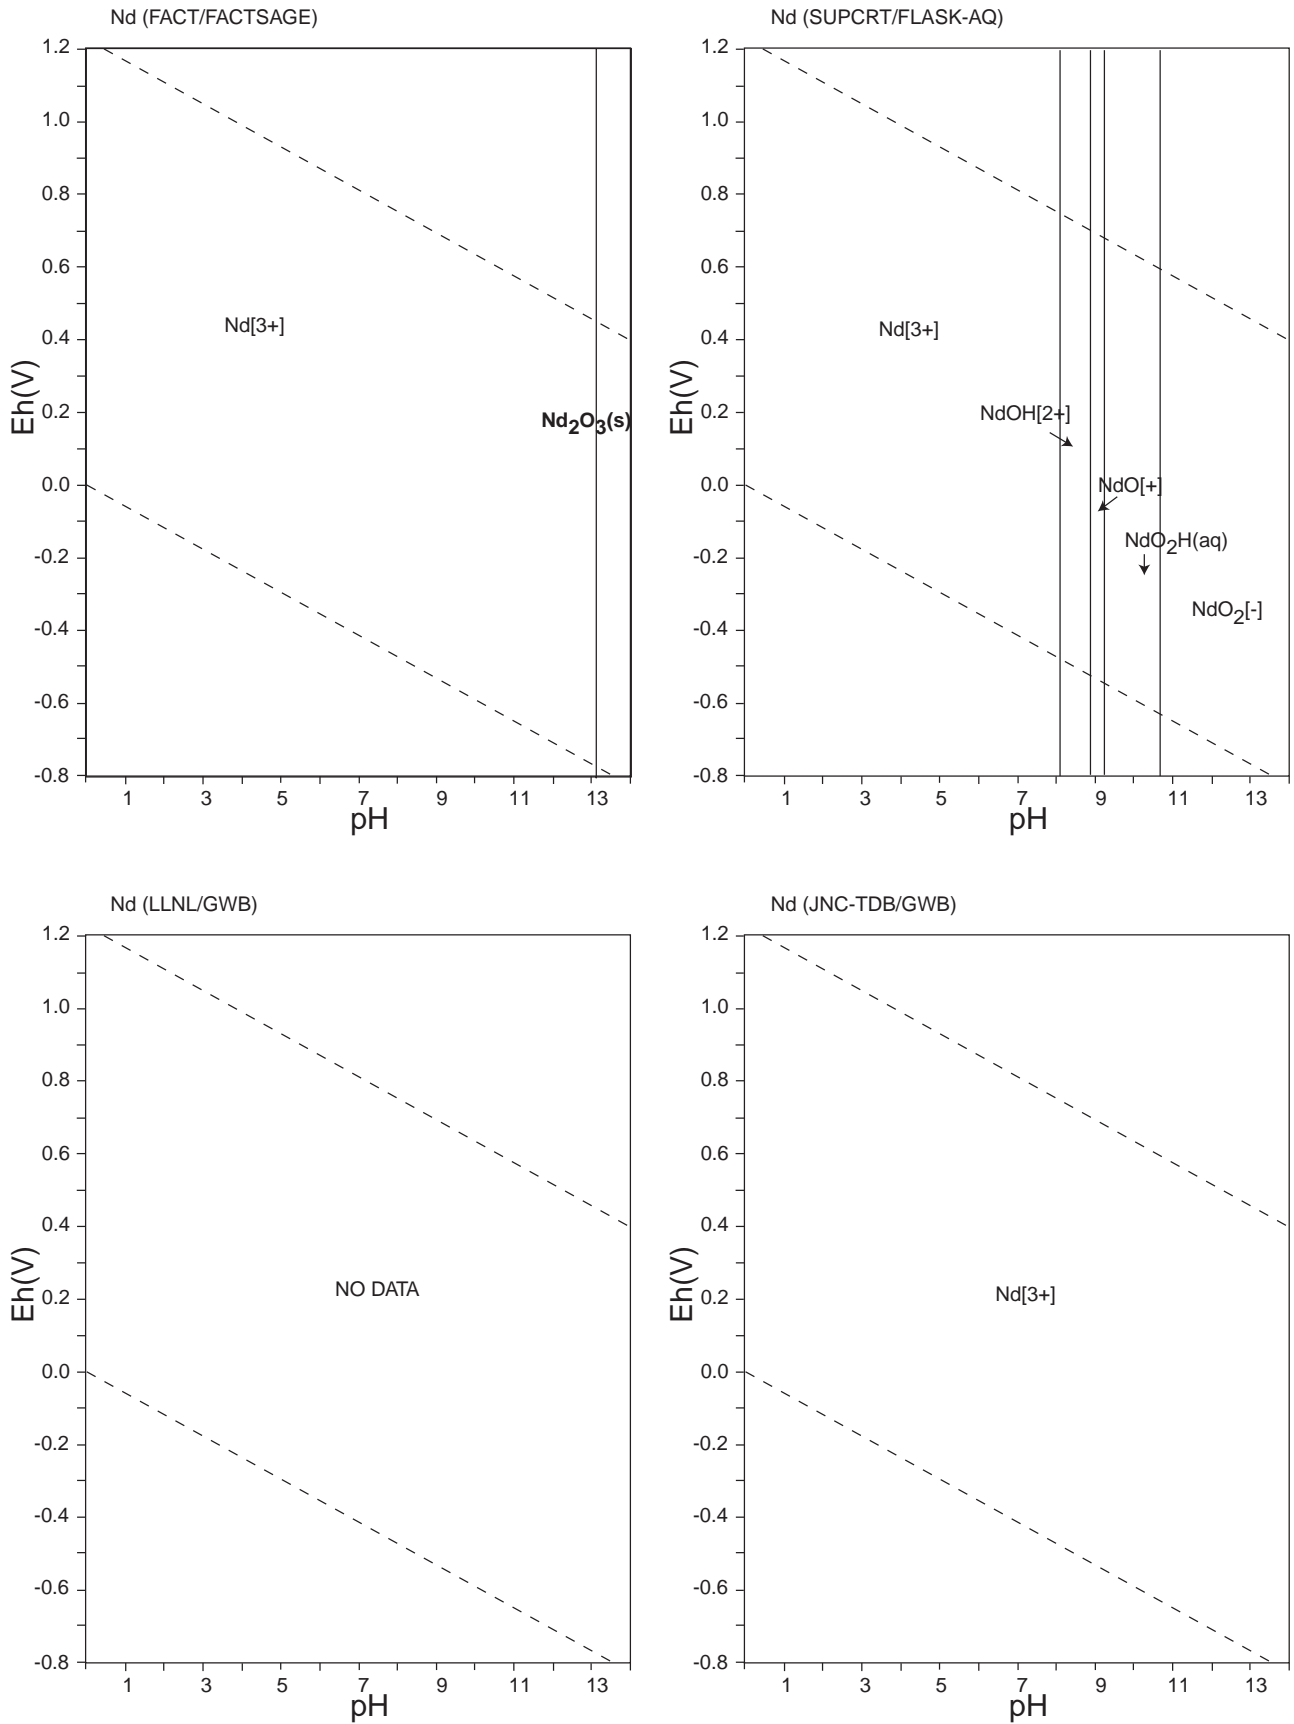 Nd (FACT/FACTSAGE)
1.2
1.0
0.8
0.6
0.4
0.2
0.0
-0.2
-0.4
-0.6
-0.8
Eh(V)
Nd[3+]
Nd2O3(s)
1 3 5 7 9 11 13
pH
Nd (SUPCRT/FLASK-AQ)
1.2
1.0
0.8
0.6
0.4
0.2
0.0
-0.2
-0.4
-0.6
-0.8
Eh(V)
Nd[3+]
NdOH[2+]
NdO[+]
NdO2H(aq)
NdO2[-]
1 3 5 7 9 11 13
pH
Nd (LLNL/GWB)
1.2
1.0
0.8
0.6
0.4
0.2
0.0
-0.2
-0.4
-0.6
-0.8
Eh(V)
NO DATA
1 3 5 7 9 11 13
pH
Nd (JNC-TDB/GWB)
1.2
1.0
0.8
0.6
0.4
0.2
0.0
-0.2
-0.4
-0.6
-0.8
Eh(V)
Nd[3+]
1 3 5 7 9 11 13
pH